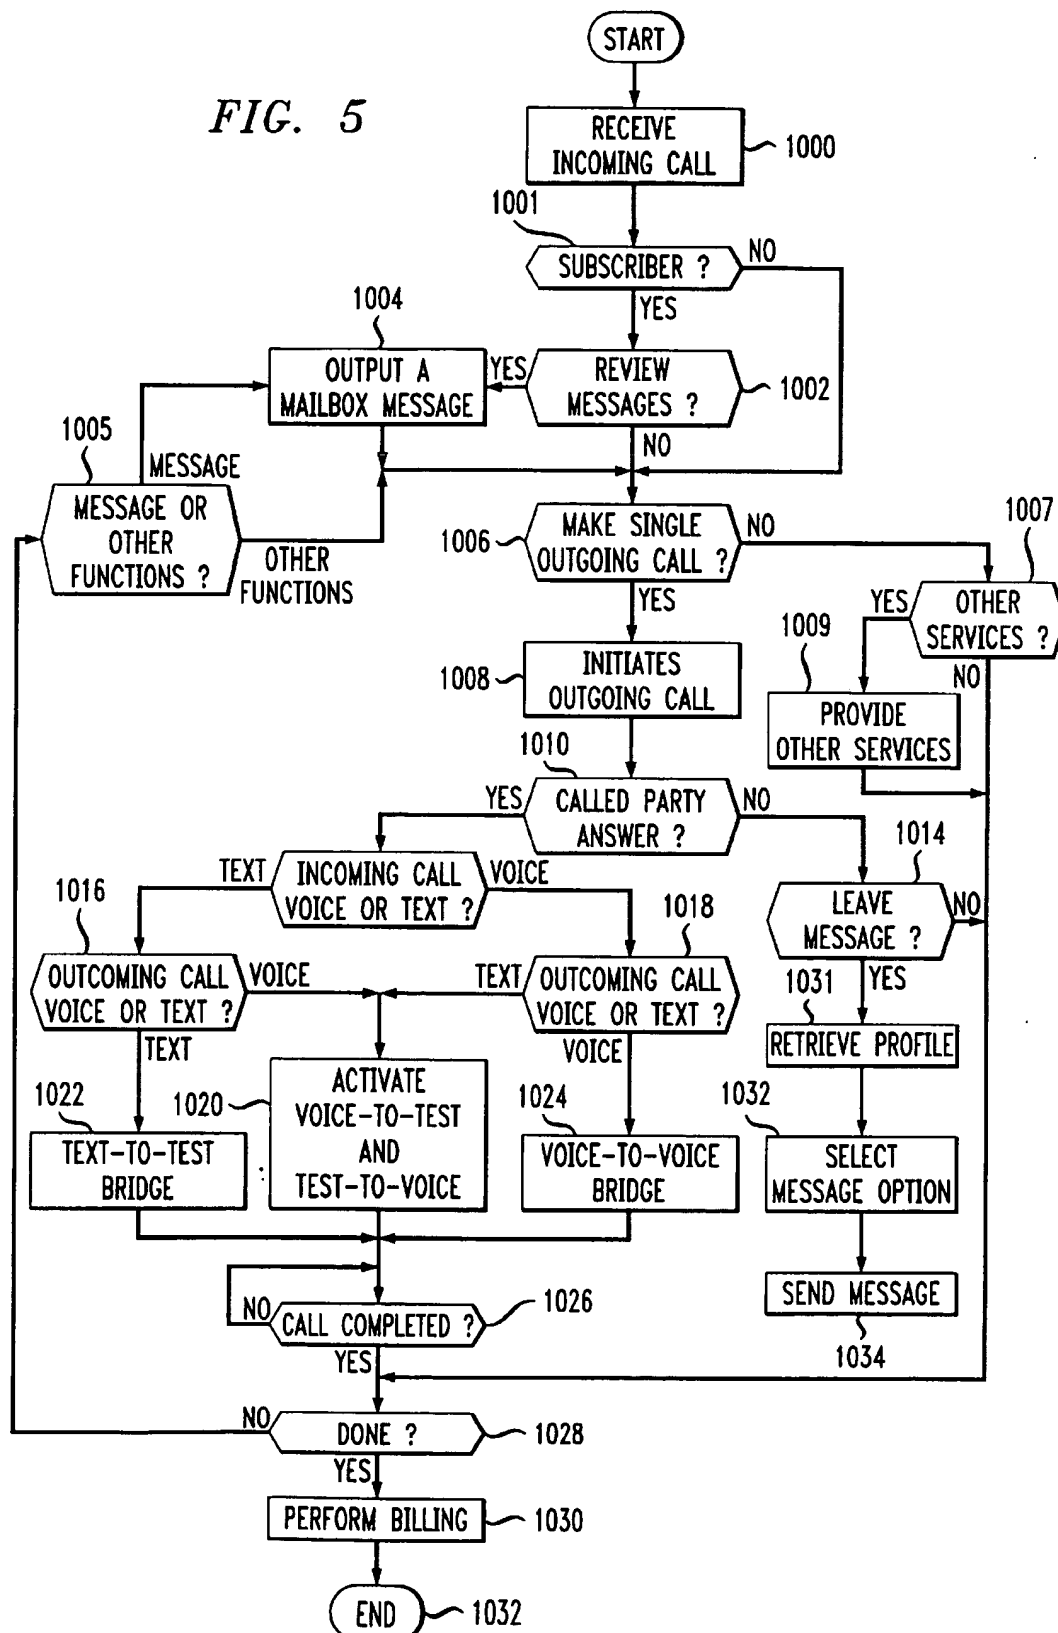 START
FIG. 5
RECEIVE
INCOMING CALL
1000
1001
SUBSCRIBER ?
NO
YES
1004
OUTPUT A
MAILBOX MESSAGE
YES
REVIEW
MESSAGES ?
1002
NO
1005
MESSAGE
MESSAGE OR
OTHER
FUNCTIONS ?
OTHER
FUNCTIONS
1006
MAKE SINGLE
OUTGOING CALL ?
NO
1007
YES
OTHER
SERVICES ?
YES
NO
1009
1008
INITIATES
OUTGOING CALL
PROVIDE
OTHER SERVICES
1010
YES
CALLED PARTY
ANSWER ?
NO
1014
TEXT
INCOMING CALL
VOICE OR TEXT ?
VOICE
LEAVE
MESSAGE ?
NO
YES
1016
1018
OUTCOMING CALL
VOICE OR TEXT ?
VOICE
TEXT
TEXT
OUTCOMING CALL
VOICE OR TEXT ?
VOICE
1031
RETRIEVE PROFILE
1022
TEXT-TO-TEST
BRIDGE
1020
ACTIVATE
VOICE-TO-TEST
AND
TEST-TO-VOICE
1024
VOICE-TO-VOICE
BRIDGE
1032
SELECT
MESSAGE OPTION
SEND MESSAGE
1034
NO
CALL COMPLETED ?
1026
YES
NO
DONE ?
1028
YES
PERFORM BILLING
1030
END
1032